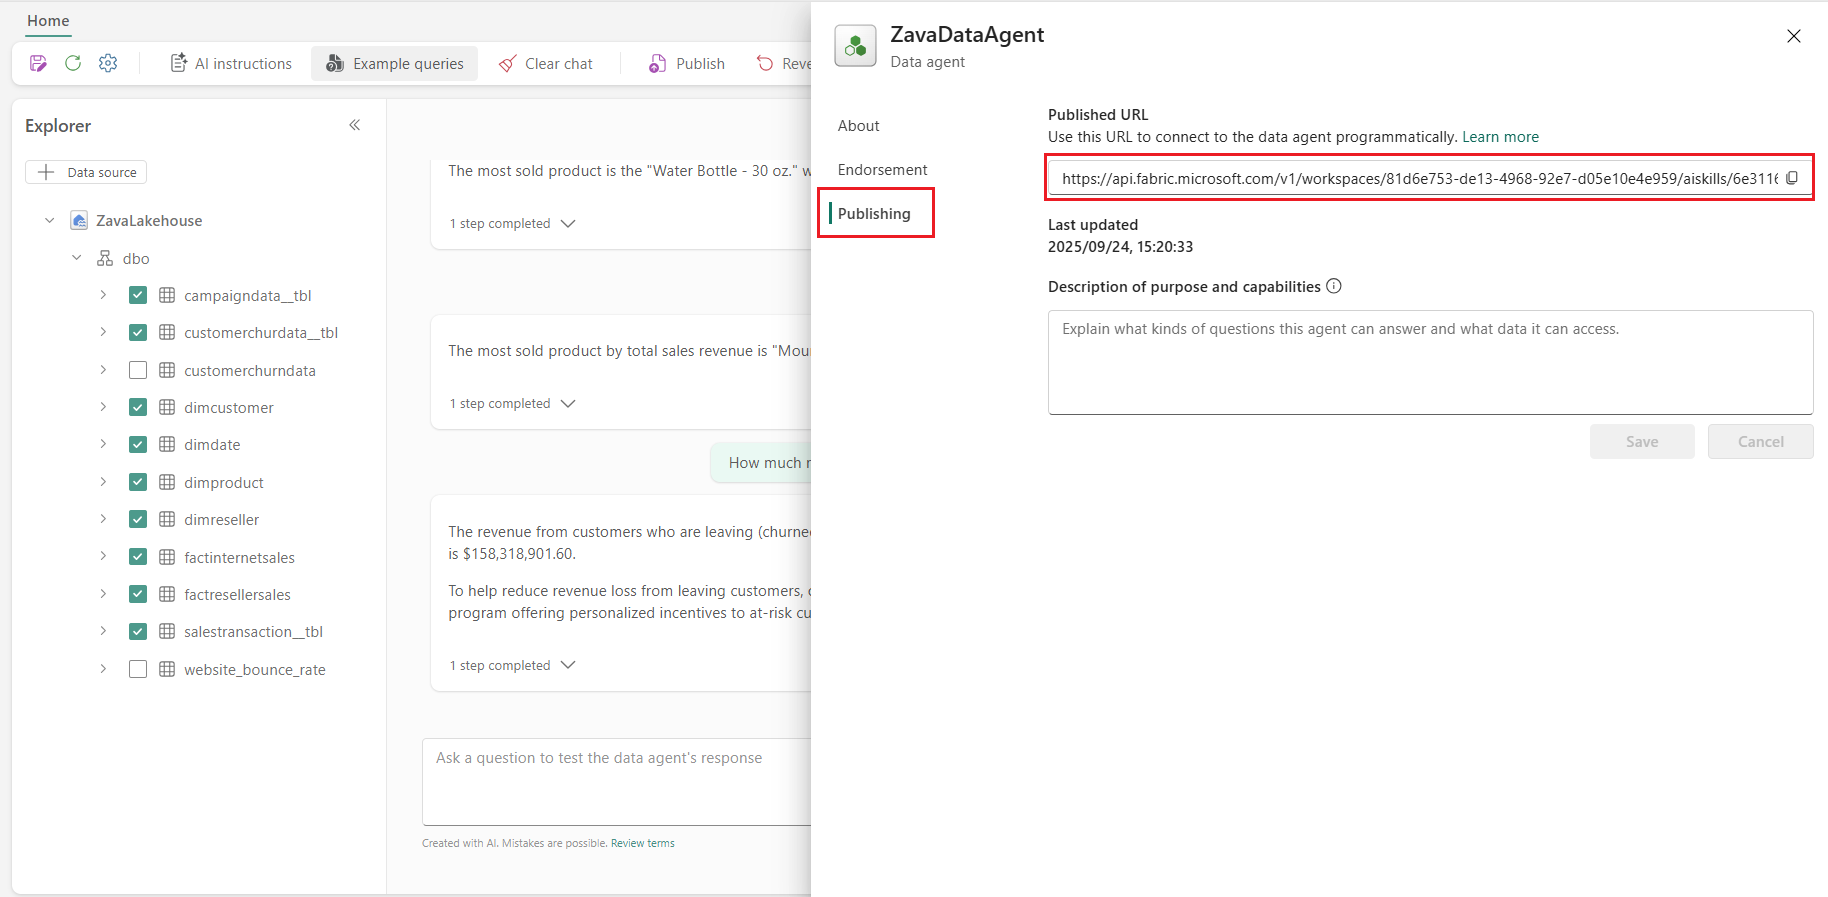 Home
AI instructions
Example queries
Clear chat
Publish
Explorer
Data source
ZavaLakehouse
dbo
campaigndata__tbl
customerchurdata__tbl
customerchurndata
dimcustomer
dimdate
dimproduct
dimreseller
factinternetsales
factresellersales
salestransaction__tbl
website_bounce_rate
The most sold product is the "Water Bottle - 30 oz."
1 step completed
The most sold product by total sales revenue is
1 step completed
How much
The revenue from customers who are leaving
is $158,318,901.60.
To help reduce revenue loss from leaving customers,
program offering personalized incentives to at-risk
1 step completed
Ask a question to test the data agent's response
Created with AI. Mistakes are possible. Review terms
ZavaDataAgent
Data agent
About
Endorsement
Publishing
Published URL
Use this URL to connect to the data agent programmatically. Learn more
https://api.fabric.microsoft.com/v1/workspaces/81d6e753-de13-4968-92e7-d05e10e4e959/aiskills/6e3116
Last updated
2025/09/24, 15:20:33
Description of purpose and capabilities
Explain what kinds of questions this agent can answer and what data it can access.
Save
Cancel